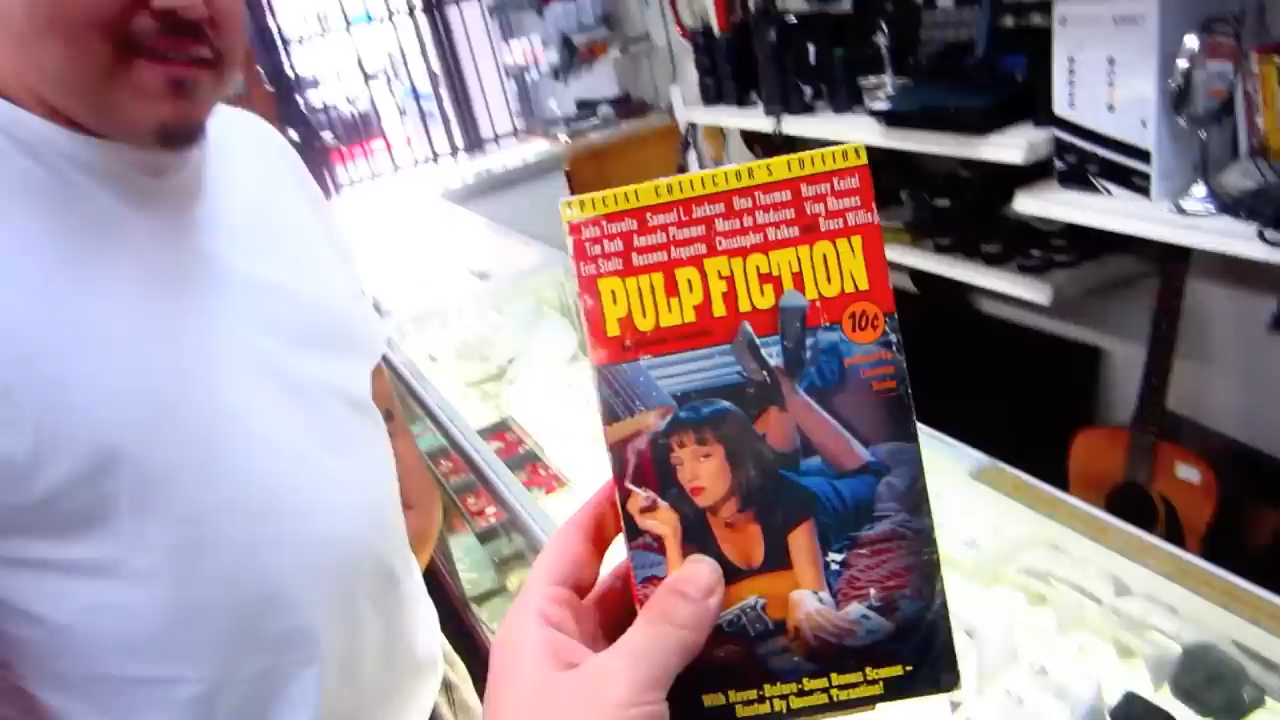 SPECIAL COLLECTOR'S EDITION
John Travolta Samuel L. Jackson Uma Thurman Harvey Keitel
Tim Roth Amanda Plummer Maria de Medeiros Ving Rhames
Eric Stoltz Rosanna Arquette Christopher Walken Bruce Willis
PULP FICTION
10¢
With Never-Before-Seen Bonus Scenes -
Hosted By Quentin Tarantino!